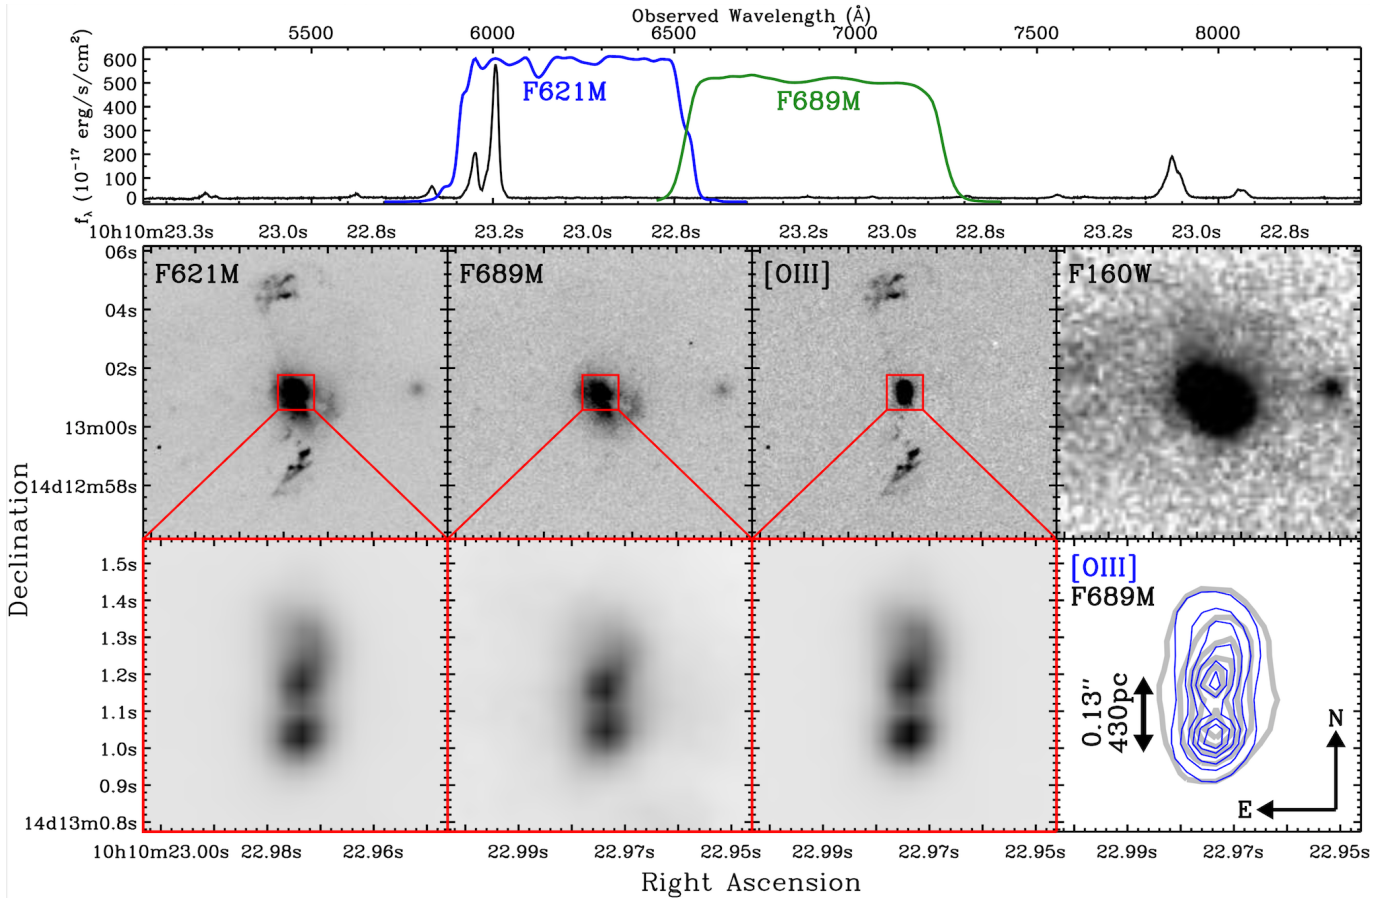 Observed Wavelength (Å)
5500 6000 6500 7000 7500 8000
fλ (10⁻¹⁷ erg/s/cm²)
600
500
400
300
200
100
0
F621M
F689M
10h10m23.3s 23.0s 22.8s 23.2s 23.0s 22.8s 23.2s 23.0s 22.8s 23.2s 23.0s 22.8s
Declination
06s
04s
02s
13m00s
14d12m58s
F621M
F689M
[OIII]
F160W
1.5s
1.4s
1.3s
1.2s
1.1s
1.0s
0.9s
14d13m0.8s
[OIII]
F689M
0.13″
430pc
N
E
10h10m23.00s 22.98s 22.96s 22.99s 22.97s 22.95s 22.99s 22.97s 22.95s 22.99s 22.97s 22.95s
Right Ascension